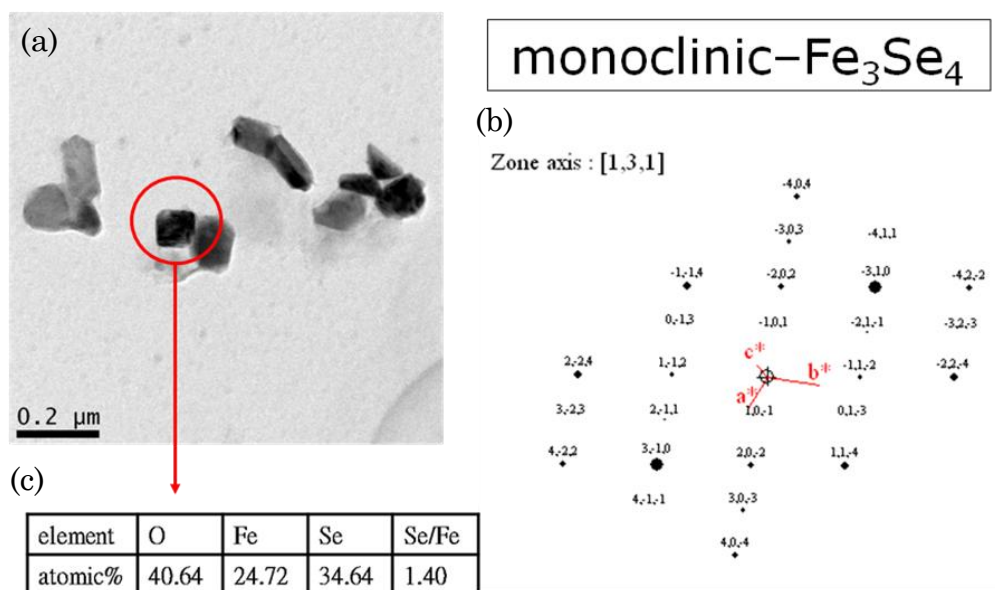 (a)
0.2 μm
monoclinic–Fe₃Se₄
(b)
Zone axis : [1,3,1]
-4,0,4
-3,0,3 -4,1,1
-1,-1,4 -2,0,2 -3,1,0 -4,2,-2
0,-1,3 -1,0,1 -2,1,-1 -3,2,-3
2,-2,4 1,-1,2 c* b* -1,1,-2 -2,2,-4
a*
3,-2,3 2,-1,1 1,0,-1 0,1,-3
4,-2,2 3,-1,0 2,0,-2 1,1,-4
4,-1,-1 3,0,-3
4,0,-4
(c)
element O Fe Se Se/Fe
atomic% 40.64 24.72 34.64 1.40